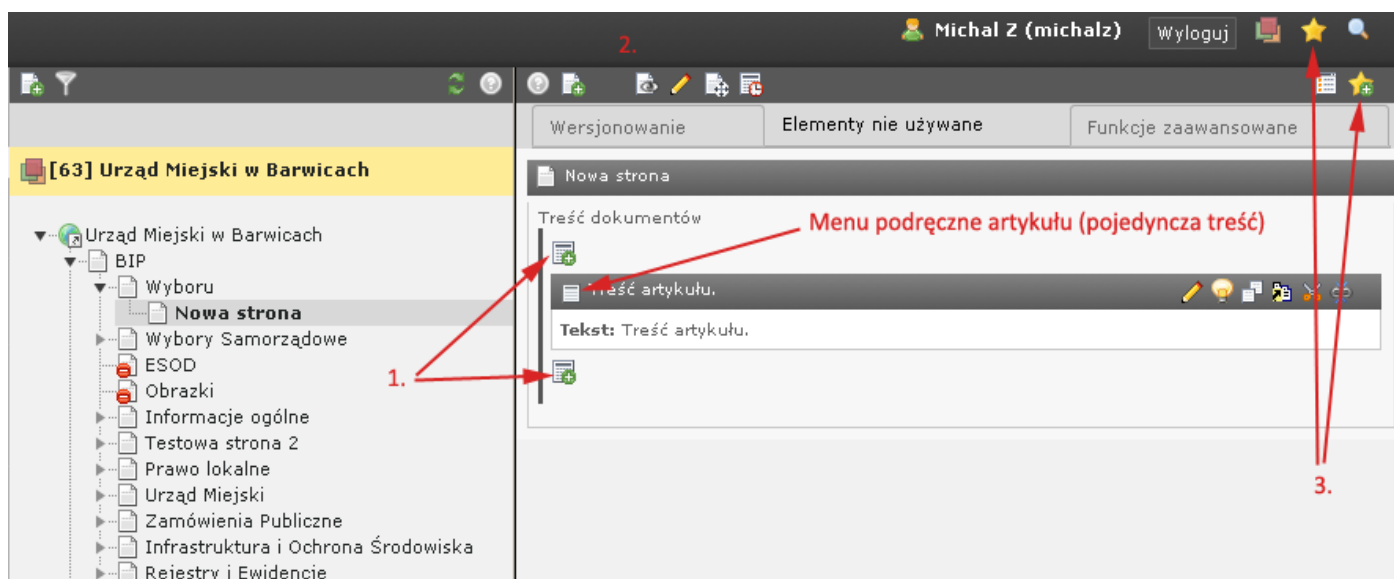 Michal Z (michalz)
Wyloguj
2.
Wersjonowanie
Elementy nie używane
Funkcje zaawansowane
[63] Urząd Miejski w Barwicach
Urząd Miejski w Barwicach
BIP
Wyboru
Nowa strona
Wybory Samorządowe
ESOD
Obrazki
Informacje ogólne
Testowa strona 2
Prawo lokalne
Urząd Miejski
Zamówienia Publiczne
Infrastruktura i Ochrona Środowiska
Rejestry i Ewidencje
Nowa strona
Treść dokumentów
Menu podręczne artykułu (pojedyncza treść)
Treść artykułu.
Tekst: Treść artykułu.
1.
3.